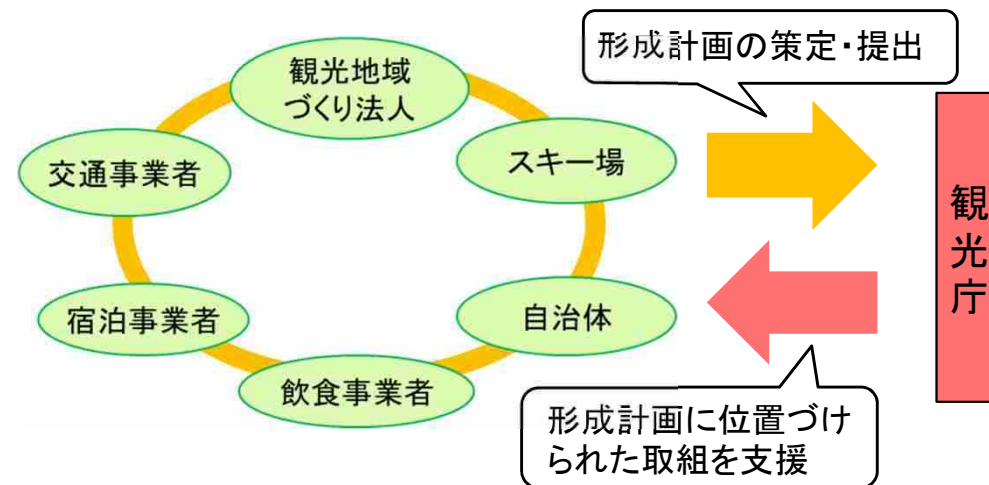 形成計画の策定・提出
観光地域
づくり法人
スキー場
交通事業者
観光庁
宿泊事業者
自治体
飲食事業者
形成計画に位置づけ
られた取組を支援